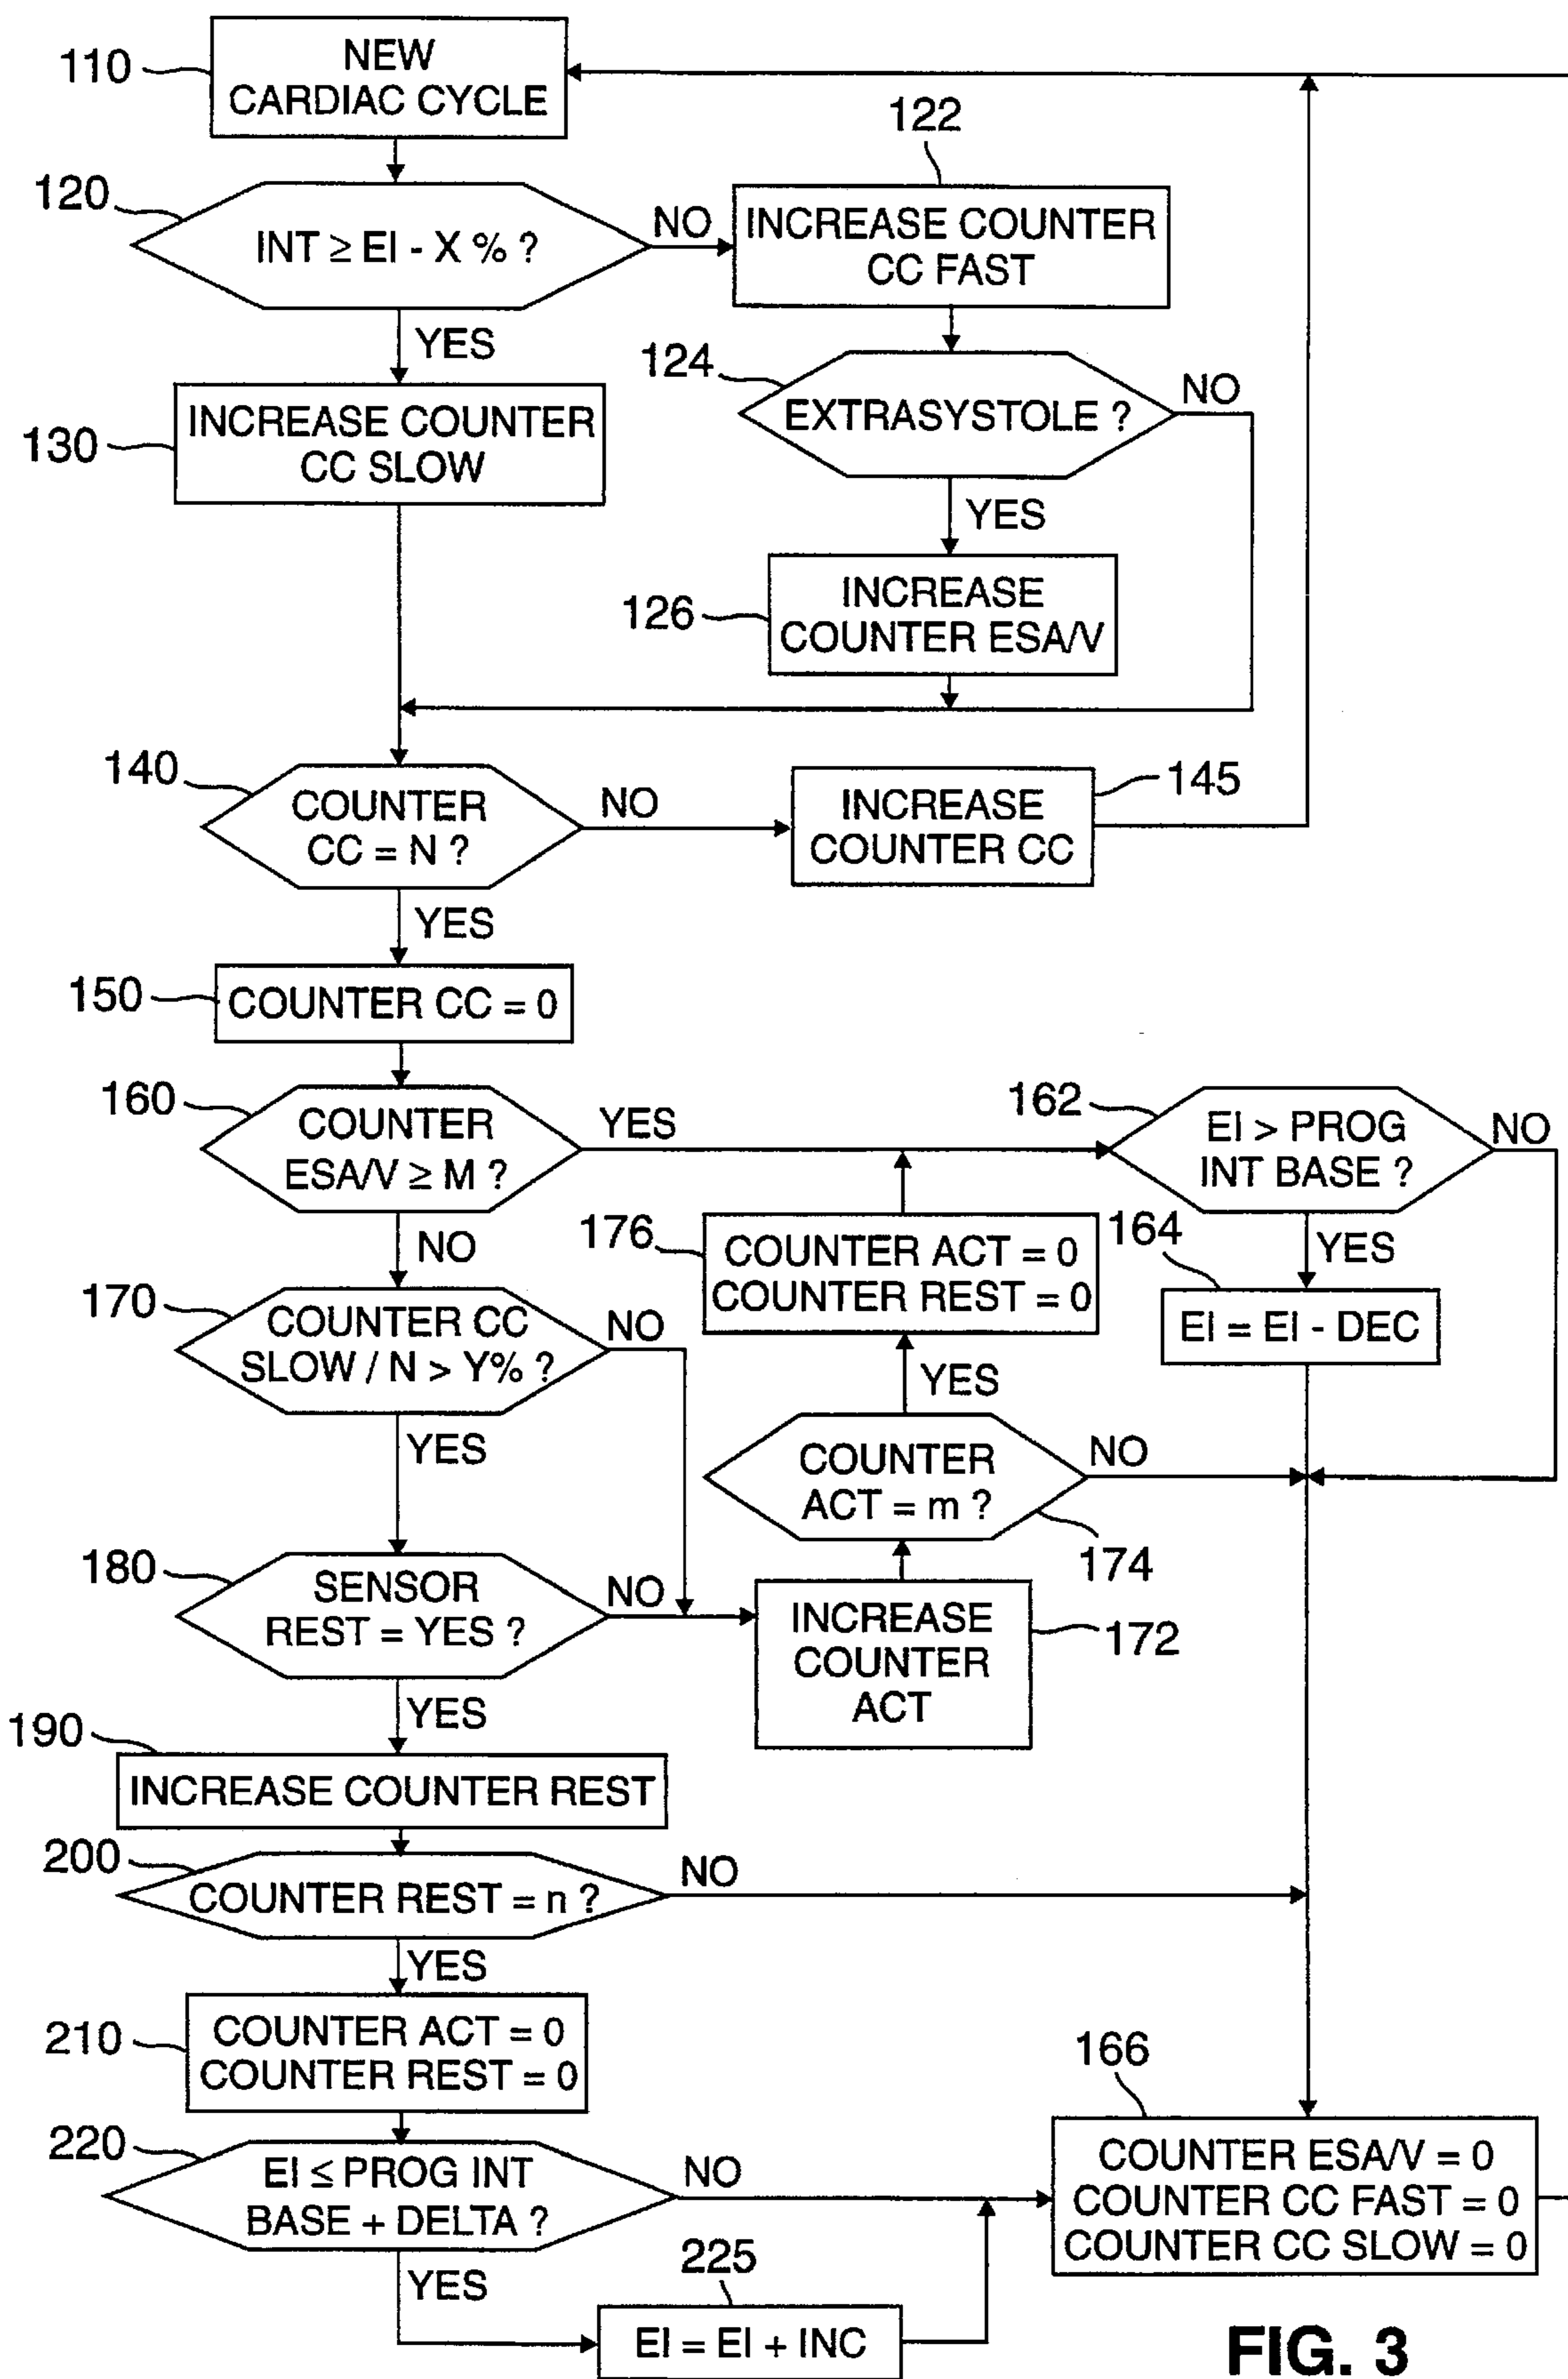 110
NEW
CARDIAC CYCLE
122
120
INT ≥ EI - X % ?
NO
INCREASE COUNTER
CC FAST
YES
124
EXTRASYSTOLE ?
NO
130
INCREASE COUNTER
CC SLOW
YES
126
INCREASE
COUNTER ESA/V
140
COUNTER
CC = N ?
NO
INCREASE
COUNTER CC
145
YES
150
COUNTER CC = 0
160
COUNTER
ESA/V ≥ M ?
YES
162
EI > PROG
INT BASE ?
NO
NO
176
COUNTER ACT = 0
COUNTER REST = 0
164
YES
EI = EI - DEC
170
COUNTER CC
SLOW / N > Y% ?
NO
YES
YES
COUNTER
ACT = m ?
NO
174
180
SENSOR
REST = YES ?
NO
INCREASE
COUNTER
ACT
172
YES
190
INCREASE COUNTER REST
200
COUNTER REST = n ?
NO
YES
210
COUNTER ACT = 0
COUNTER REST = 0
166
COUNTER ESA/V = 0
COUNTER CC FAST = 0
COUNTER CC SLOW = 0
220
EI ≤ PROG INT
BASE + DELTA ?
NO
YES
225
EI = EI + INC
FIG. 3